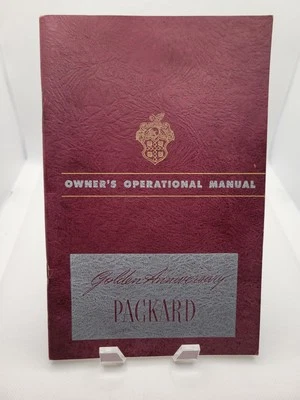 OWNER'S OPERATIONAL MANUAL
Golden Anniversary
PACKARD